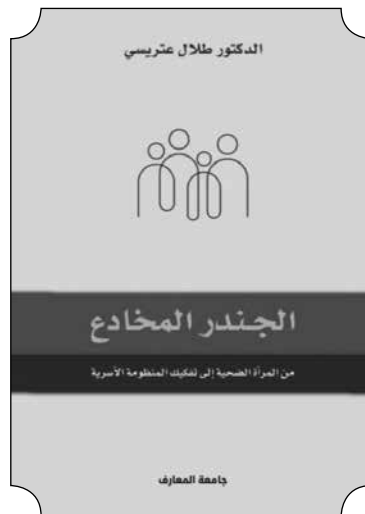 الدكتور طلال عتريسي
الجندر المخادع
من المرأة الضحية إلى تفكيك المنظومة الأسرية
جامعة المعارف